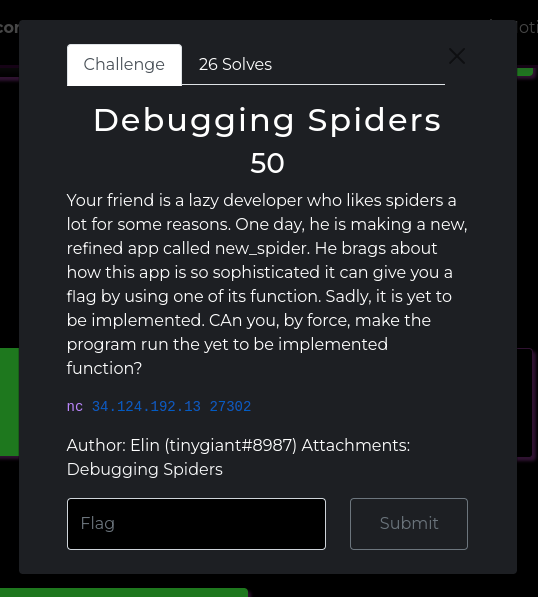 Challenge 26 Solves
Debugging Spiders
50
Your friend is a lazy developer who likes spiders a
lot for some reasons. One day, he is making a new,
refined app called new_spider. He brags about
how this app is so sophisticated it can give you a
flag by using one of its function. Sadly, it is yet to
be implemented. CAn you, by force, make the
program run the yet to be implemented
function?
nc 34.124.192.13 27302
Author: Elin (tinygiant#8987) Attachments:
Debugging Spiders
Flag Submit